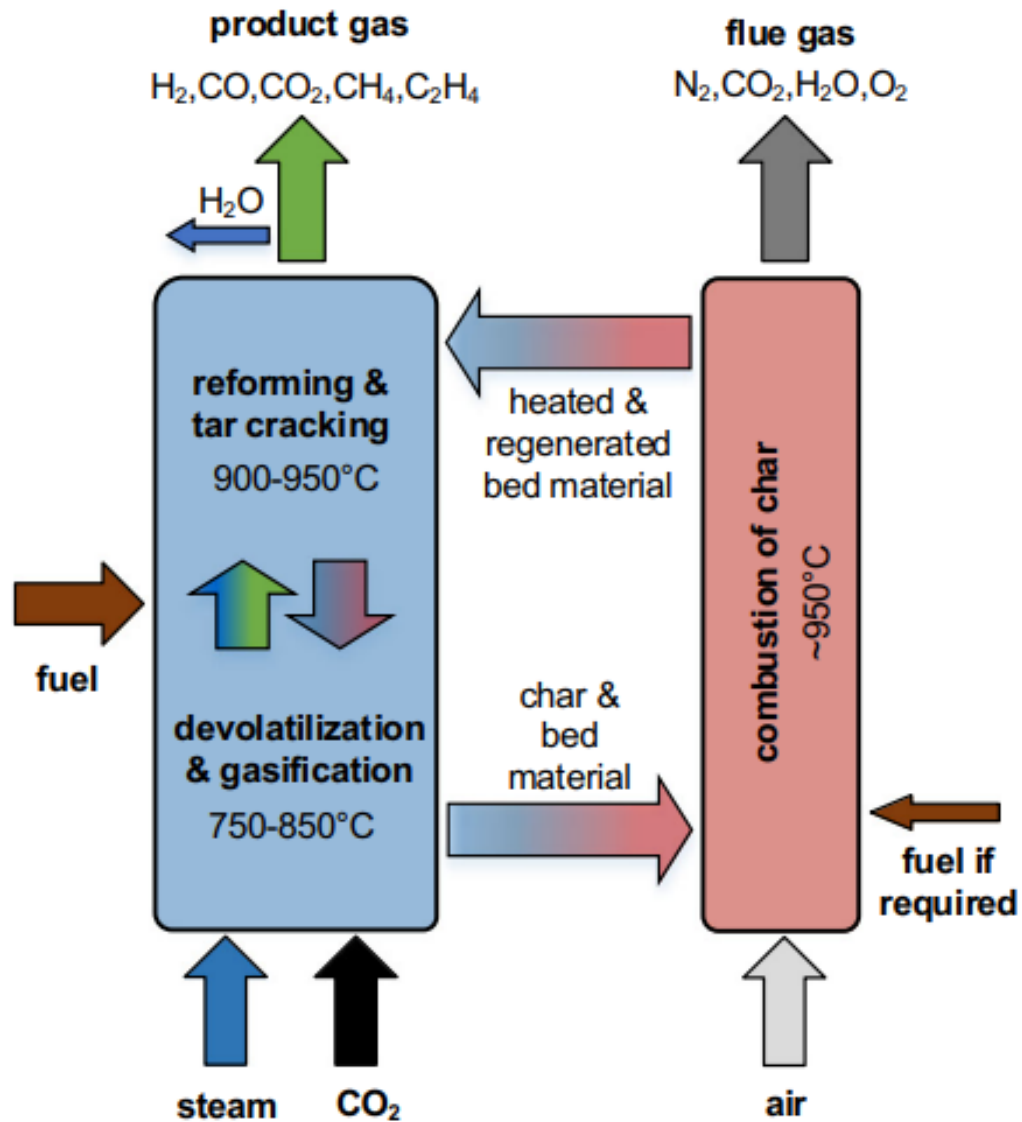 product gas
H₂,CO,CO₂,CH₄,C₂H₄
H₂O
flue gas
N₂,CO₂,H₂O,O₂
reforming &
tar cracking
900-950°C
heated &
regenerated
bed material
combustion of char
~950°C
fuel
devolatilization
& gasification
750-850°C
char &
bed
material
fuel if
required
steam
CO₂
air